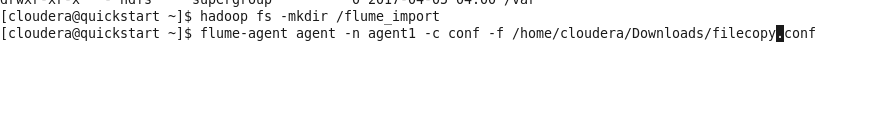 [cloudera@quickstart ~]$ hadoop fs -mkdir /flume_import
[cloudera@quickstart ~]$ flume-agent agent -n agent1 -c conf -f /home/cloudera/Downloads/filecopy.conf